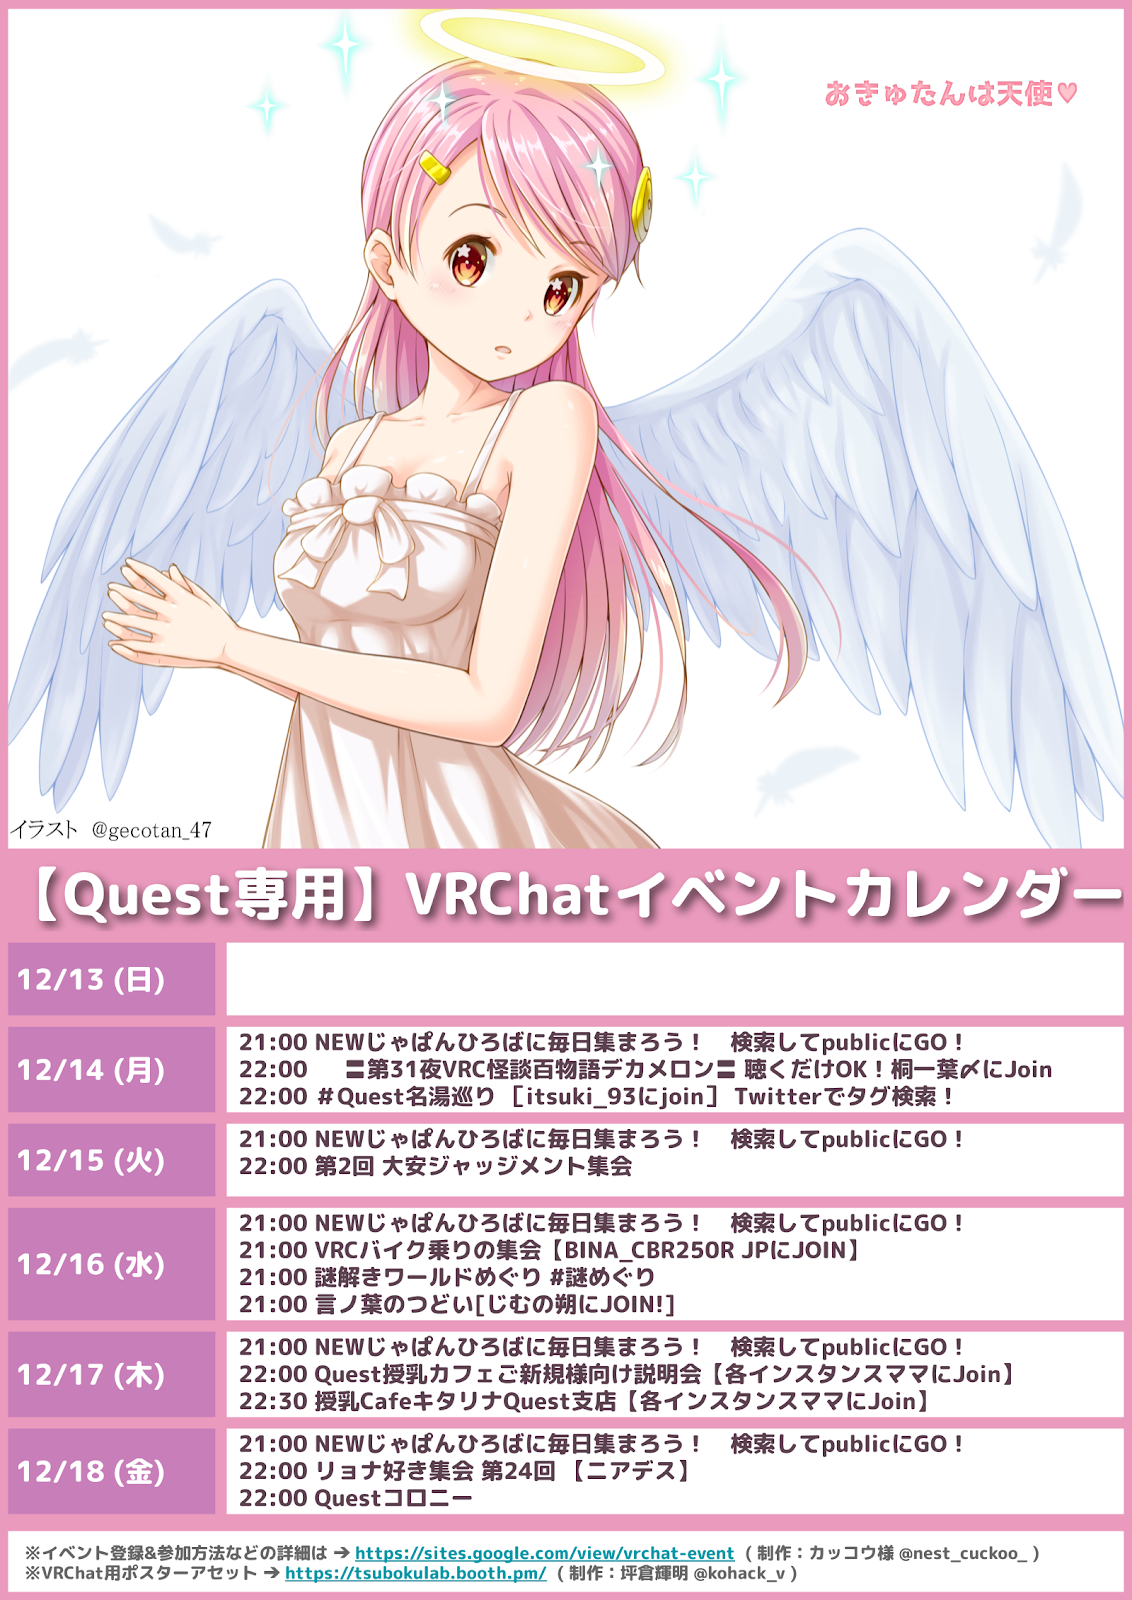 おきゅたんは天使♥
イラスト @gecotan_47
【Quest専用】VRChatイベントカレンダー
12/13 (日)
12/14 (月)
21:00 NEWじゃぱんひろばに毎日集まろう！　検索してpublicにGO！
22:00 　〓第31夜VRC怪談百物語デカメロン〓 聴くだけOK！桐一葉〆にJoin
22:00 ＃Quest名湯巡り ［itsuki_93にjoin］ Twitterでタグ検索！
12/15 (火)
21:00 NEWじゃぱんひろばに毎日集まろう！　検索してpublicにGO！
22:00 第2回 大安ジャッジメント集会
12/16 (水)
21:00 NEWじゃぱんひろばに毎日集まろう！　検索してpublicにGO！
21:00 VRCバイク乗りの集会【BINA_CBR250R JPにJOIN】
21:00 謎解きワールドめぐり #謎めぐり
21:00 言ノ葉のつどい[じむの朔にJOIN!]
12/17 (木)
21:00 NEWじゃぱんひろばに毎日集まろう！　検索してpublicにGO！
22:00 Quest授乳カフェご新規様向け説明会【各インスタンスママにJoin】
22:30 授乳CafeキタリナQuest支店【各インスタンスママにJoin】
12/18 (金)
21:00 NEWじゃぱんひろばに毎日集まろう！　検索してpublicにGO！
22:00 リョナ好き集会 第24回 【ニアデス】
22:00 Questコロニー
※イベント登録&参加方法などの詳細は → https://sites.google.com/view/vrchat-event ( 制作：カッコウ様 @nest_cuckoo_ )
※VRChat用ポスターアセット → https://tsubokulab.booth.pm/ ( 制作：坪倉輝明 @kohack_v )